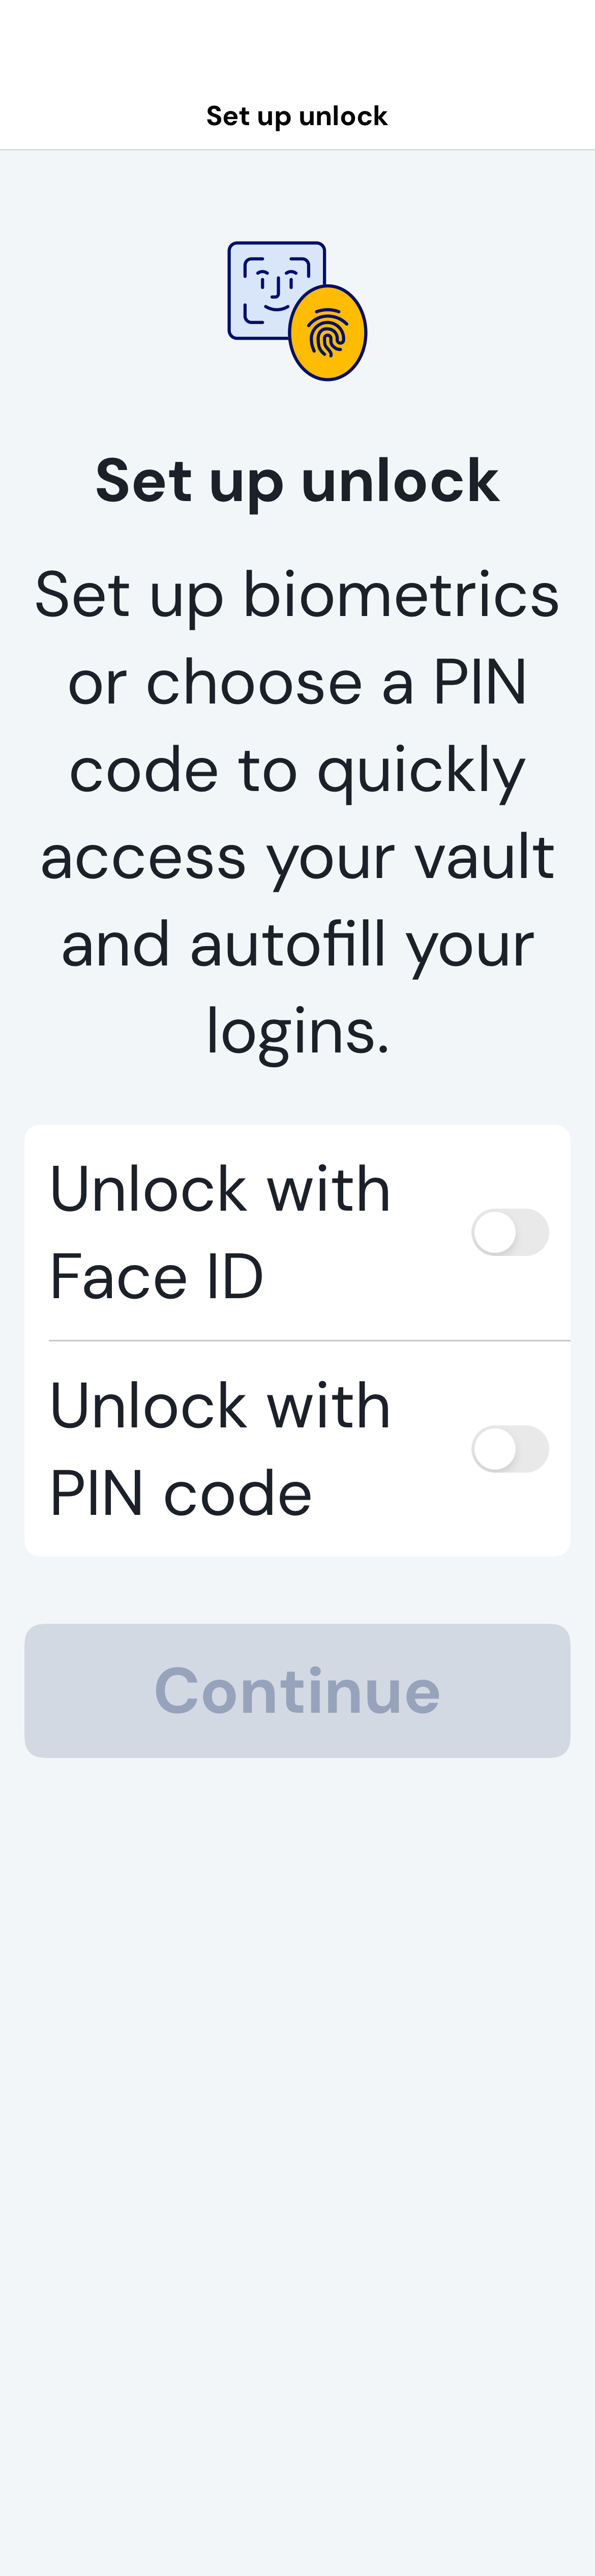 Set up unlock
Set up unlock
Set up biometrics
or choose a PIN
code to quickly
access your vault
and autofill your
logins.
Unlock with
Face ID
Unlock with
PIN code
Continue